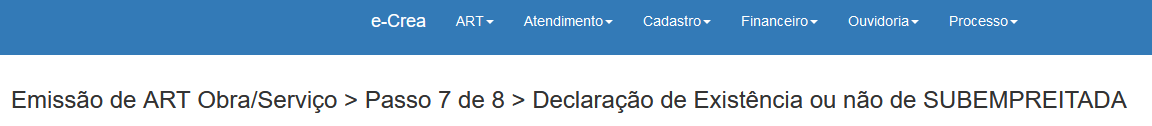 e-Crea ART Atendimento Cadastro Financeiro Ouvidoria Processo
Emissão de ART Obra/Serviço > Passo 7 de 8 > Declaração de Existência ou não de SUBEMPREITADA